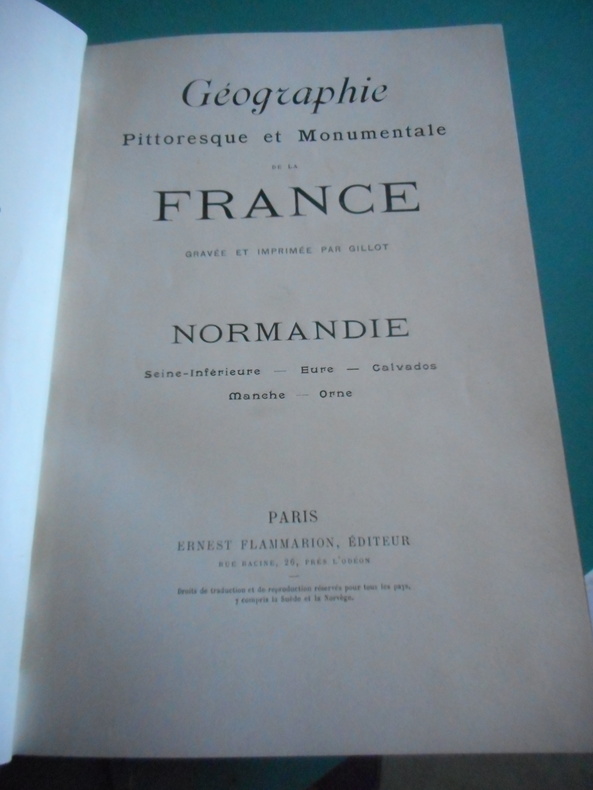 Géographie
Pittoresque et Monumentale
DE LA
FRANCE
GRAVÉE ET IMPRIMÉE PAR GILLOT
NORMANDIE
Seine-Inférieure — Eure — Calvados
Manche — Orne
PARIS
ERNEST FLAMMARION, ÉDITEUR
RUE RACINE, 26, PRÈS L'ODÉON
Droits de traduction et de reproduction réservés pour tous les pays,
y compris la Suède et la Norvège.